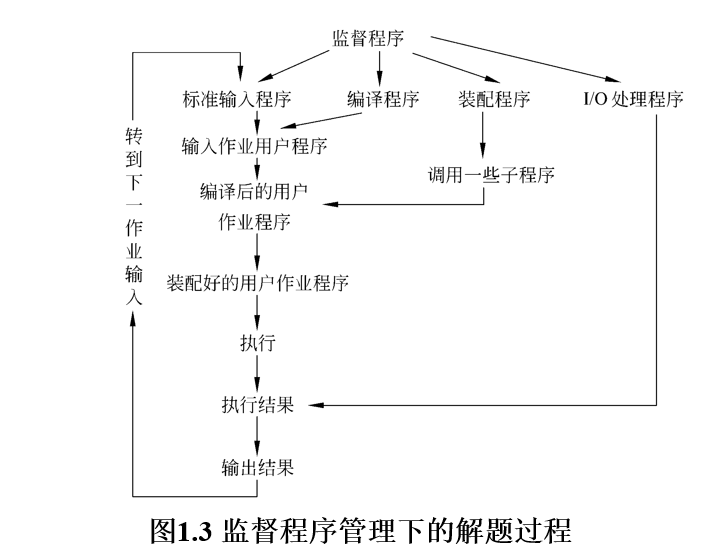 监督程序
标准输入程序
编译程序
装配程序
I/O 处理程序
输入作业用户程序
调用一些子程序
编译后的用户
作业程序
装配好的用户作业程序
执行
执行结果
输出结果
转到下一作业输入
图1.3 监督程序管理下的解题过程